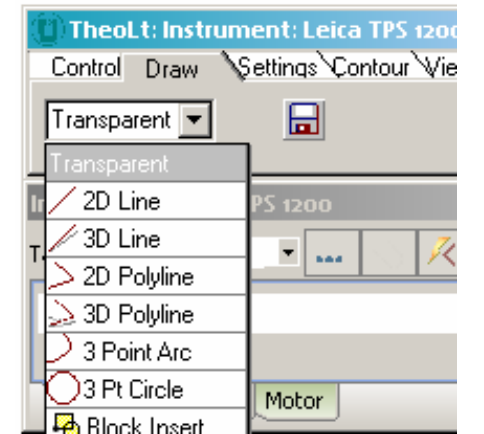 TheoLt: Instrument: Leica TPS 1200
Control Draw Settings Contour Vie
Transparent
Transparent
PS 1200
2D Line
3D Line
2D Polyline
3D Polyline
3 Point Arc
3 Pt Circle
Motor
Block Insert